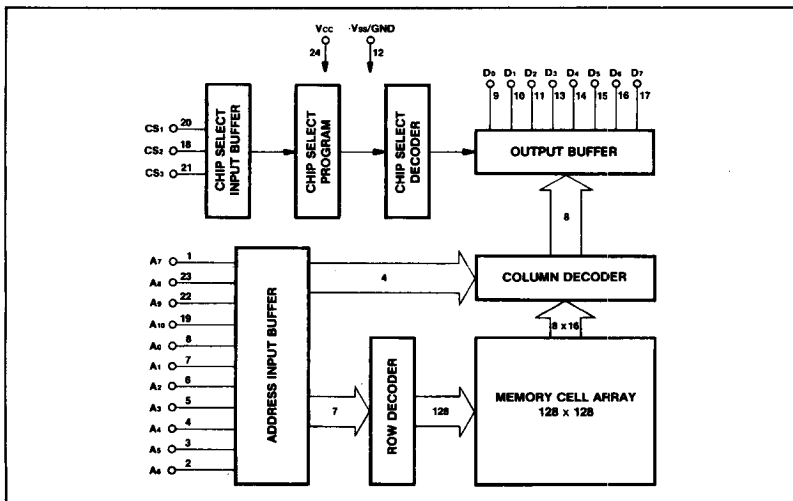 Vcc Vss/GND
24 12
D0 D1 D2 D3 D4 D5 D6 D7
9 10 11 13 14 15 16 17
CS1 20
CS2 18
CS3 21
CHIP SELECT
INPUT BUFFER
CHIP SELECT
PROGRAM
CHIP SELECT
DECODER
OUTPUT BUFFER
8
A7 1
A8 23
A9 22
A10 19
A0 8
A1 7
A2 6
A3 5
A4 4
A5 3
A6 2
ADDRESS INPUT BUFFER
4
COLUMN DECODER
8 x 16
7
ROW DECODER
128
MEMORY CELL ARRAY
128 x 128